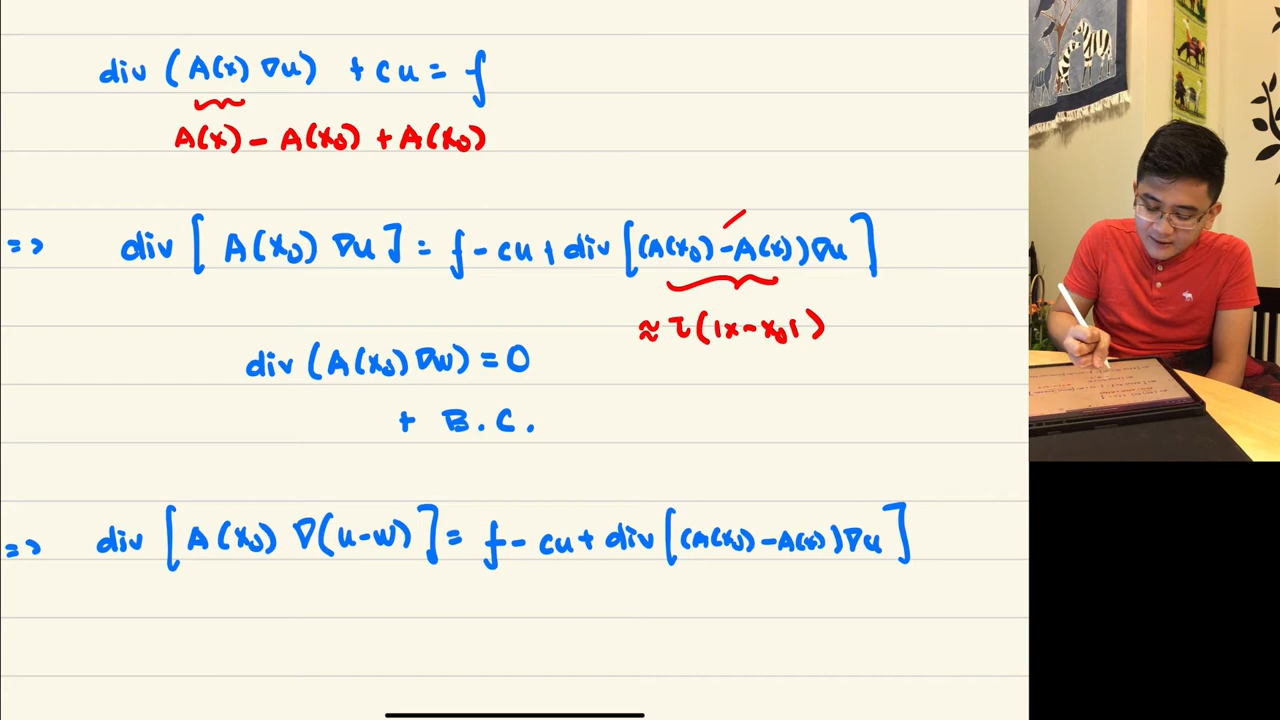 div (A(x) ∇u) + cu = f
A(x) - A(x₀) + A(x₀)
=> div [ A(x₀) ∇u ] = f - cu + div [(A(x₀) - A(x)) ∇u ]
≈ τ(|x - x₀|)
div (A(x₀) ∇w) = 0
+ B.C.
=> div [ A(x₀) ∇(u-w) ] = f - cu + div [(A(x₀) - A(x)) ∇u ]